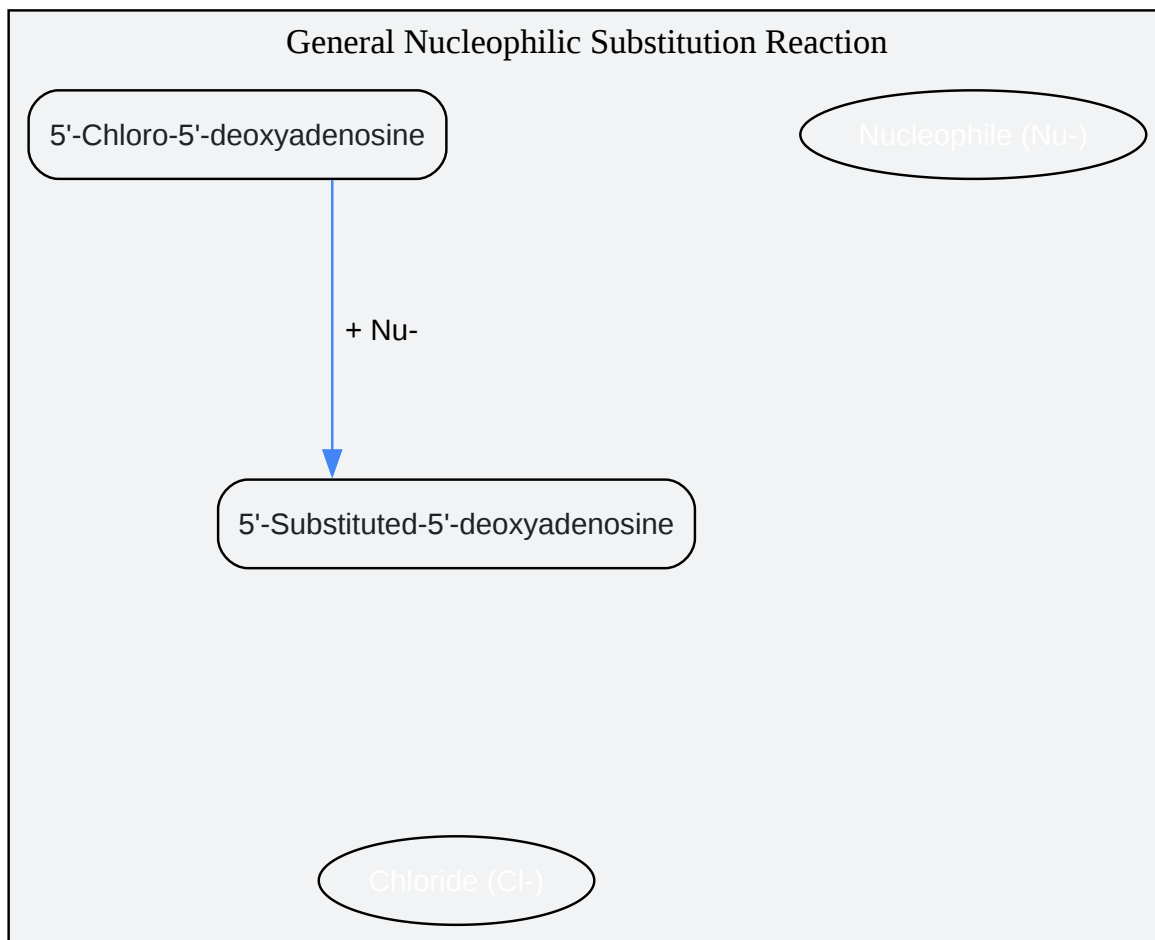 General Nucleophilic Substitution Reaction
5'-Chloro-5'-deoxyadenosine
Nucleophile (Nu-)
+ Nu-
5'-Substituted-5'-deoxyadenosine
Chloride (Cl-)